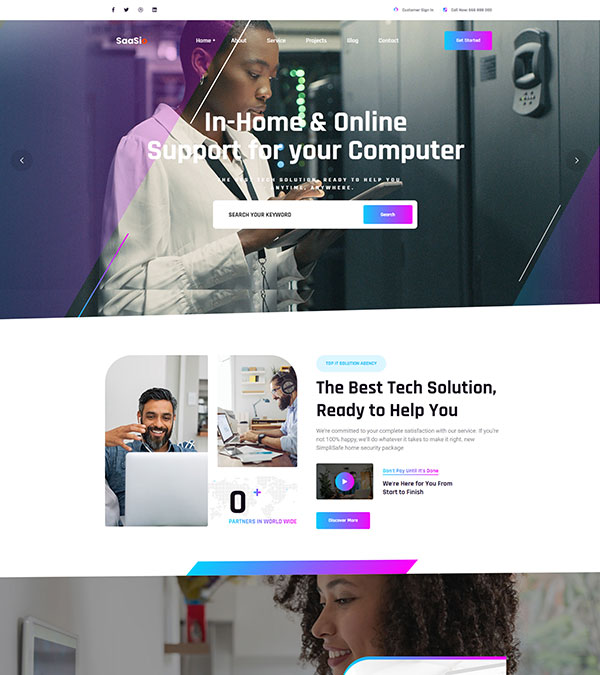 Customer Sign In
Call Now 888 888 000
SaaSio
Home
About
Service
Projects
Blog
Contact
Get Started
In-Home & Online
Support for your Computer
THE BEST TECH SOLUTION, READY TO HELP YOU
ANYTIME, ANYWHERE.
SEARCH YOUR KEYWORD
Search
TOP IT SOLUTION AGENCY
The Best Tech Solution,
Ready to Help You
We're committed to your complete satisfaction with our service. If you're
not 100% happy, we'll do whatever it takes to make it right. new
SimpliSafe home security package
Don't Pay Until It's Done
We're Here for You From
Start to Finish
Discover More
0+
PARTNERS IN WORLD WIDE